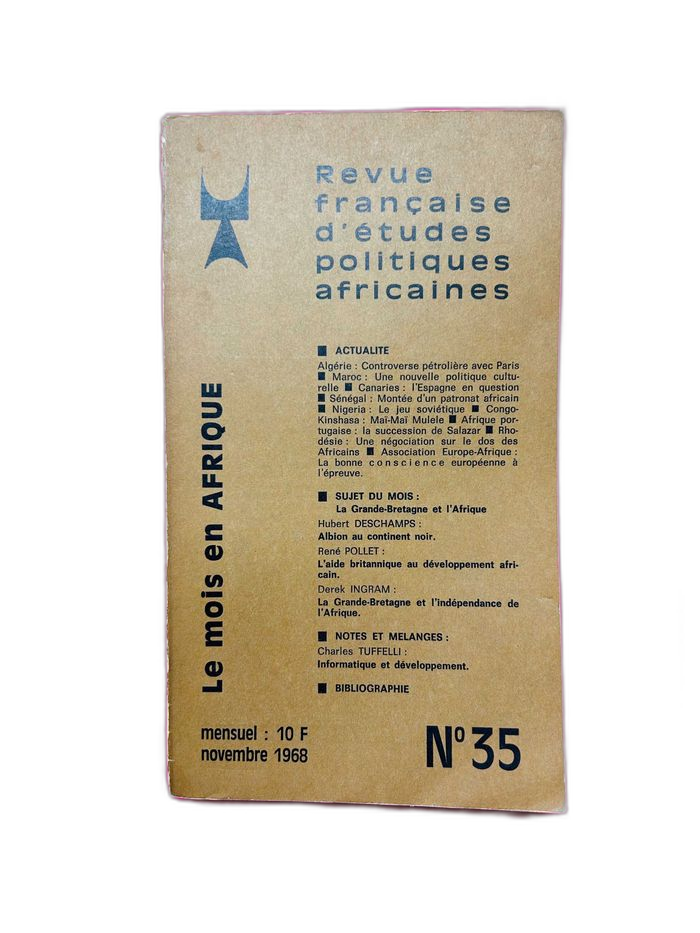 Revue
française
d'études
politiques
africaines
■ ACTUALITE
Algérie : Controverse pétrolière avec Paris
■ Maroc : Une nouvelle politique cultu-
relle ■ Canaries : l'Espagne en question
■ Sénégal : Montée d'un patronat africain
■ Nigeria : Le jeu soviétique ■ Congo-
Kinshasa : Maï-Maï Mulele ■ Afrique por-
tugaise : la succession de Salazar ■ Rho-
désie : Une négociation sur le dos des
Africains ■ Association Europe-Afrique :
La bonne conscience européenne à
l'épreuve.
■ SUJET DU MOIS :
La Grande-Bretagne et l'Afrique
Hubert DESCHAMPS :
Albion au continent noir.
René POLLET :
L'aide britannique au développement afri-
cain.
Derek INGRAM :
La Grande-Bretagne et l'indépendance de
l'Afrique.
■ NOTES ET MELANGES :
Charles TUFFELLI :
Informatique et développement.
■ BIBLIOGRAPHIE
Le mois en AFRIQUE
mensuel : 10 F
novembre 1968
N° 35